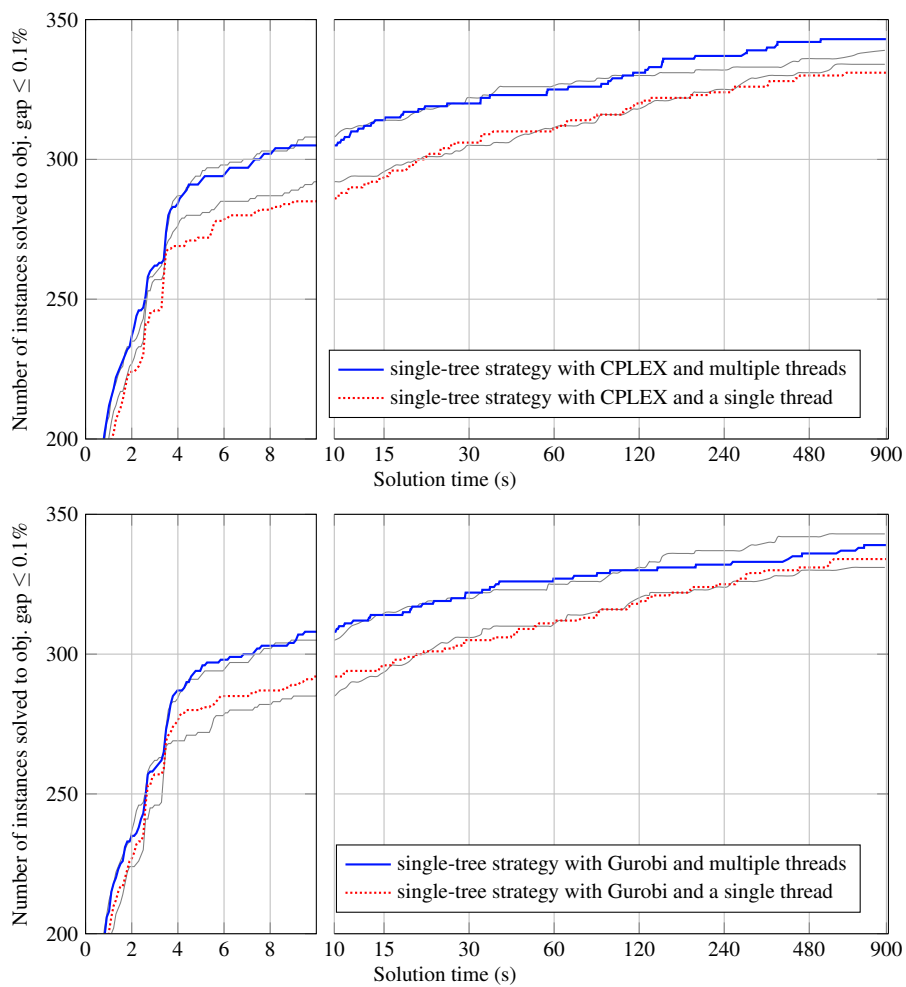 350
300
250
200
Number of instances solved to obj. gap ≤ 0.1%
0 2 4 6 8 10 15 30 60 120 240 480 900
Solution time (s)
single-tree strategy with CPLEX and multiple threads
single-tree strategy with CPLEX and a single thread
350
300
250
200
Number of instances solved to obj. gap ≤ 0.1%
0 2 4 6 8 10 15 30 60 120 240 480 900
Solution time (s)
single-tree strategy with Gurobi and multiple threads
single-tree strategy with Gurobi and a single thread